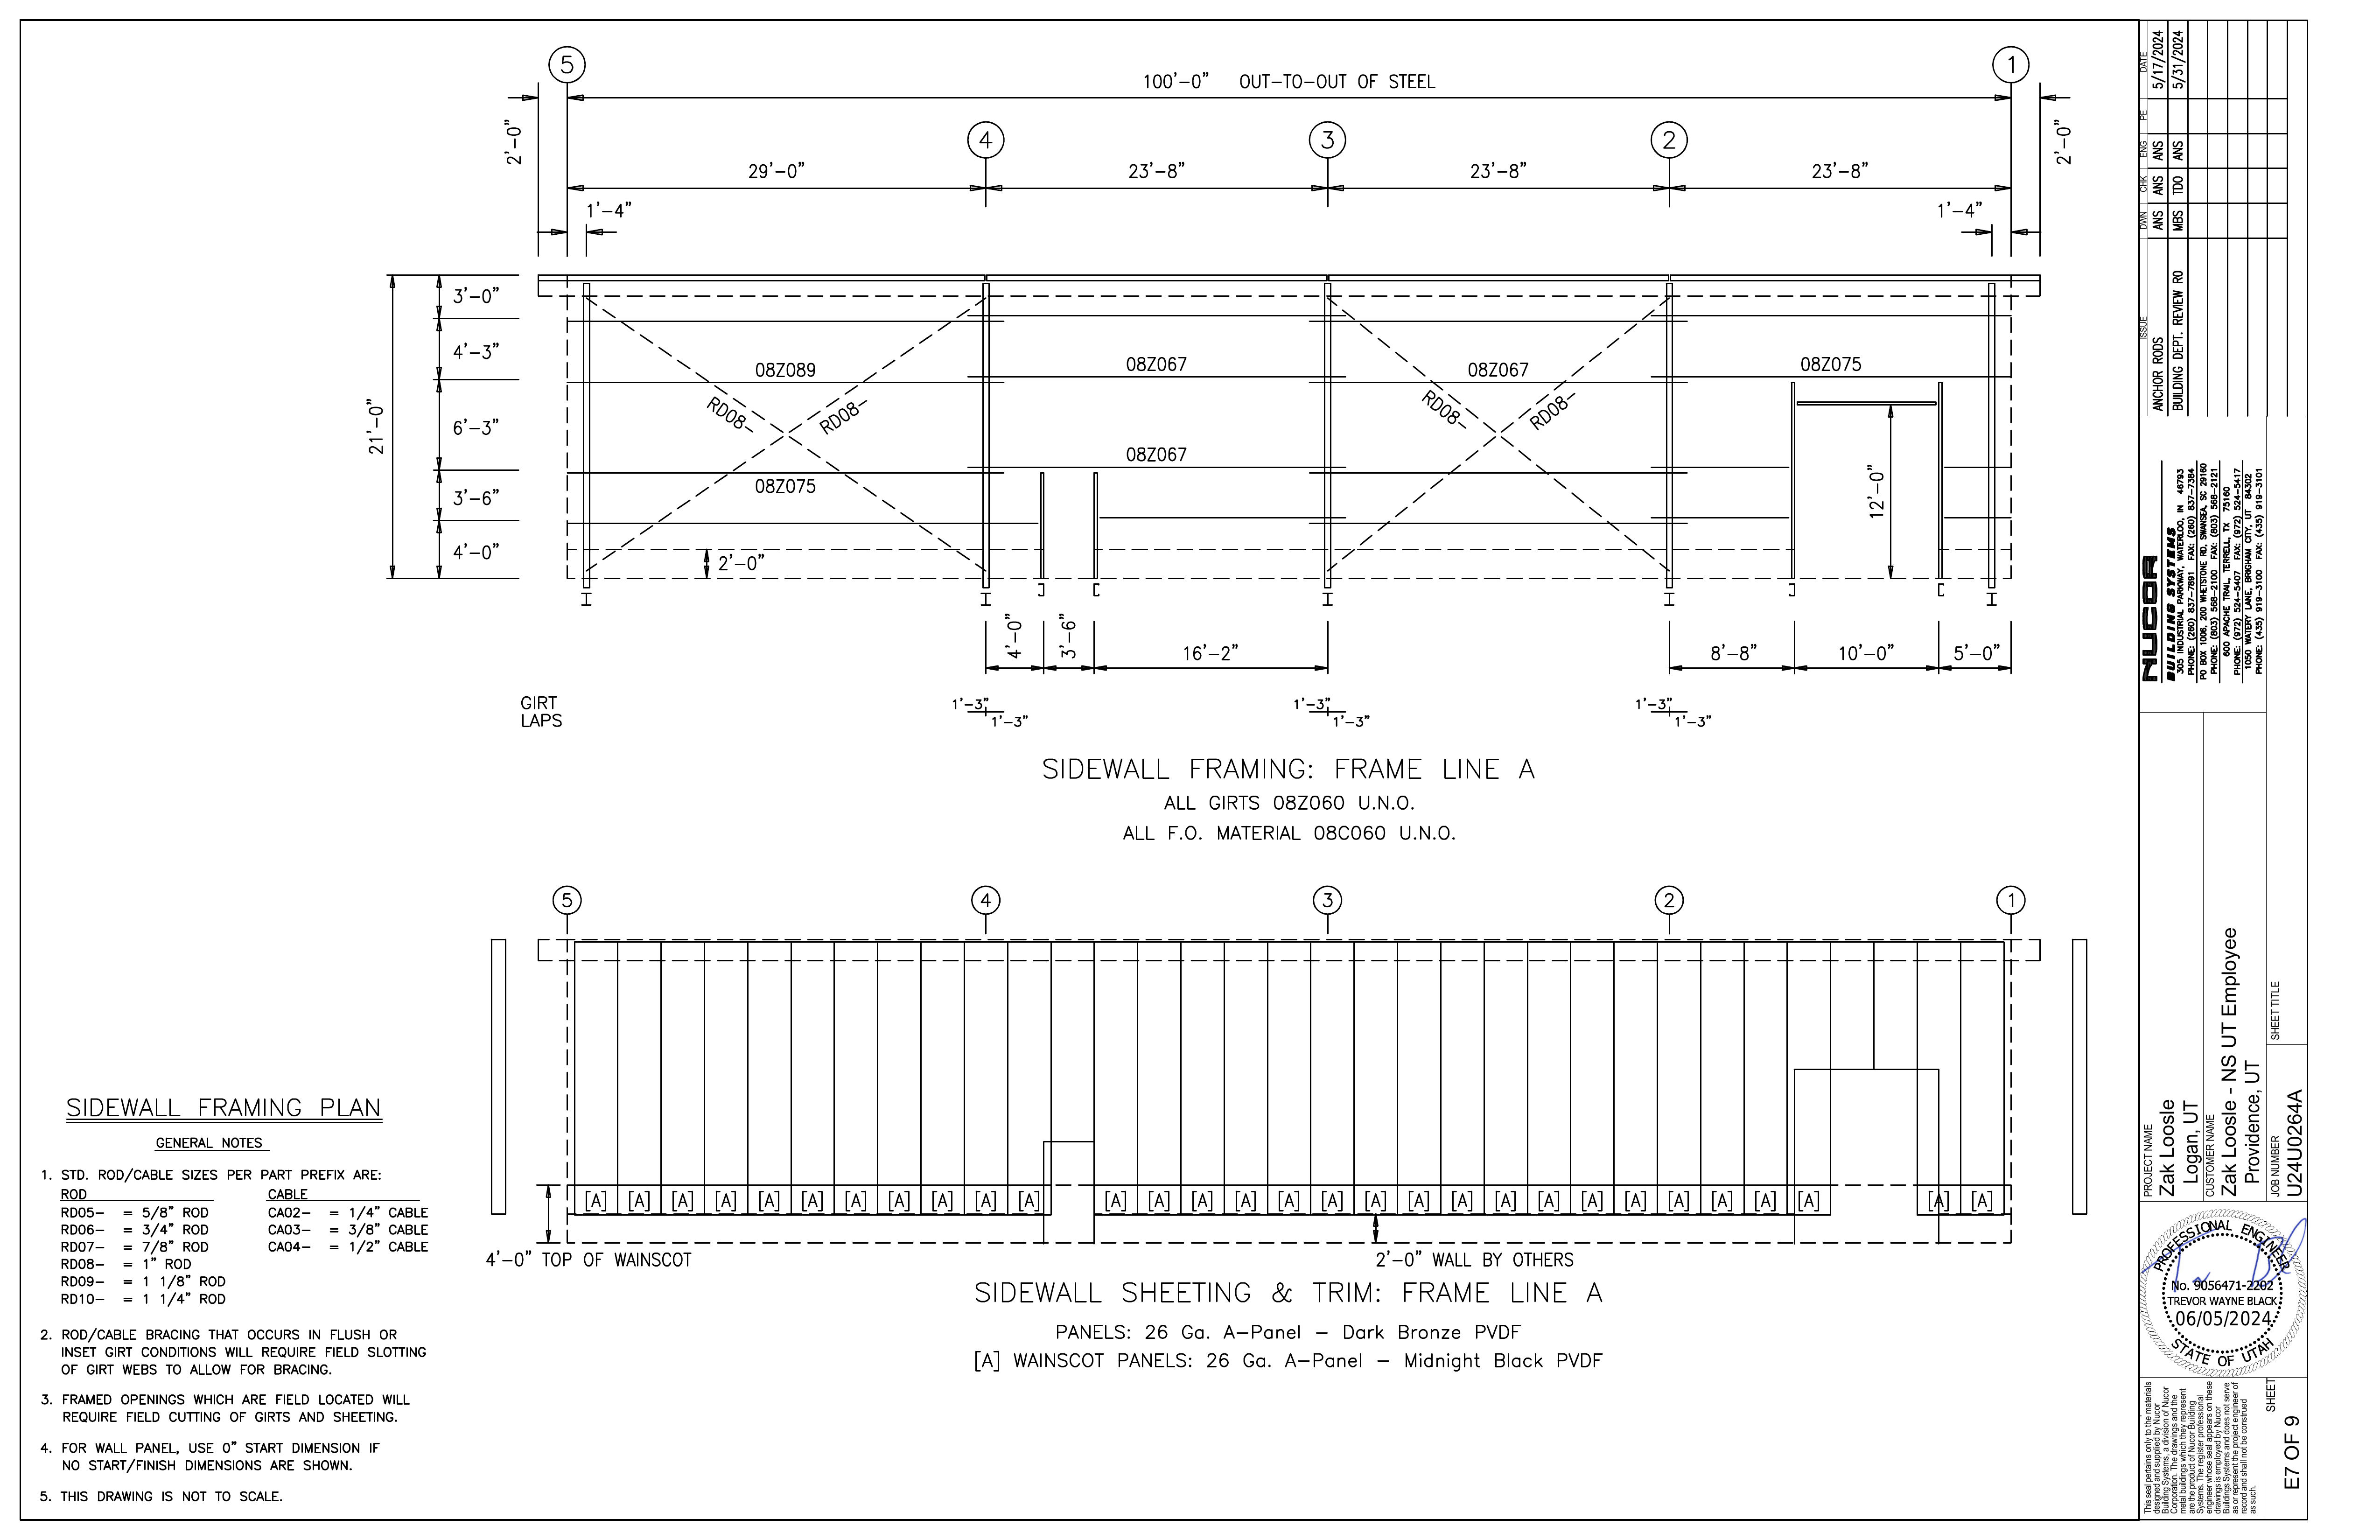 5
1
100'-0" OUT-TO-OUT OF STEEL
2'-0"
2'-0"
4
3
2
29'-0"
23'-8"
23'-8"
23'-8"
1'-4"
1'-4"
21'-0"
3'-0"
4'-3"
6'-3"
3'-6"
4'-0"
08Z089
08Z067
08Z067
08Z075
RD08-
RD08-
RD08-
RD08-
08Z067
08Z075
12'-0"
2'-0"
4'-0"
3'-6"
16'-2"
8'-8"
10'-0"
5'-0"
GIRT
LAPS
1'-3"
1'-3"
1'-3"
1'-3"
1'-3"
1'-3"
SIDEWALL FRAMING: FRAME LINE A
ALL GIRTS 08Z060 U.N.O.
ALL F.O. MATERIAL 08C060 U.N.O.
5
4
3
2
1
[A] [A] [A] [A] [A] [A] [A] [A] [A] [A] [A] [A] [A] [A] [A] [A] [A] [A] [A] [A] [A] [A] [A] [A] [A] [A] [A] [A] [A] [A]
4'-0" TOP OF WAINSCOT
2'-0" WALL BY OTHERS
SIDEWALL SHEETING & TRIM: FRAME LINE A
PANELS: 26 Ga. A-Panel - Dark Bronze PVDF
[A] WAINSCOT PANELS: 26 Ga. A-Panel - Midnight Black PVDF
SIDEWALL FRAMING PLAN
GENERAL NOTES
1. STD. ROD/CABLE SIZES PER PART PREFIX ARE:
ROD CABLE
RD05- = 5/8" ROD CA02- = 1/4" CABLE
RD06- = 3/4" ROD CA03- = 3/8" CABLE
RD07- = 7/8" ROD CA04- = 1/2" CABLE
RD08- = 1" ROD
RD09- = 1 1/8" ROD
RD10- = 1 1/4" ROD
2. ROD/CABLE BRACING THAT OCCURS IN FLUSH OR
INSET GIRT CONDITIONS WILL REQUIRE FIELD SLOTTING
OF GIRT WEBS TO ALLOW FOR BRACING.
3. FRAMED OPENINGS WHICH ARE FIELD LOCATED WILL
REQUIRE FIELD CUTTING OF GIRTS AND SHEETING.
4. FOR WALL PANEL, USE 0" START DIMENSION IF
NO START/FINISH DIMENSIONS ARE SHOWN.
5. THIS DRAWING IS NOT TO SCALE.
ISSUE DWN CHK ENG PE DATE
ANCHOR RODS ANS ANS ANS 5/17/2024
BUILDING DEPT. REVIEW R0 MBS TDO ANS 5/31/2024
NUCOR
BUILDING SYSTEMS
305 INDUSTRIAL PARKWAY, WATERLOO, IN 46793
PHONE: (260) 837-7891 FAX: (260) 837-7384
PO BOX 1006, 200 WHETSTONE RD, SWANSEA, SC 29160
PHONE: (803) 568-2100 FAX: (803) 568-2121
600 APACHE TRAIL, TERRELL, TX 75160
PHONE: (972) 524-5407 FAX: (972) 524-5417
1050 WATERY LANE, BRIGHAM CITY, UT 84302
PHONE: (435) 919-3100 FAX: (435) 919-3101
PROJECT NAME
Zak Loosle
Logan, UT
CUSTOMER NAME
Zak Loosle - NS UT Employee
Providence, UT
JOB NUMBER
U24U0264A
SHEET TITLE
PROFESSIONAL ENGINEER
No. 9056471-2202
TREVOR WAYNE BLACK
06/05/2024
STATE OF UTAH
This seal pertains only to the materials
designed and supplied by Nucor
Building Systems, a division of Nucor
Corporation. The drawings and the
metal buildings which they represent
are the product of Nucor Building
Systems. The register professional
engineer whose seal appears on these
drawings is employed by Nucor
Buildings Systems and does not serve
as or represent the project engineer of
record and shall not be construed
as such.
SHEET
E7 OF 9